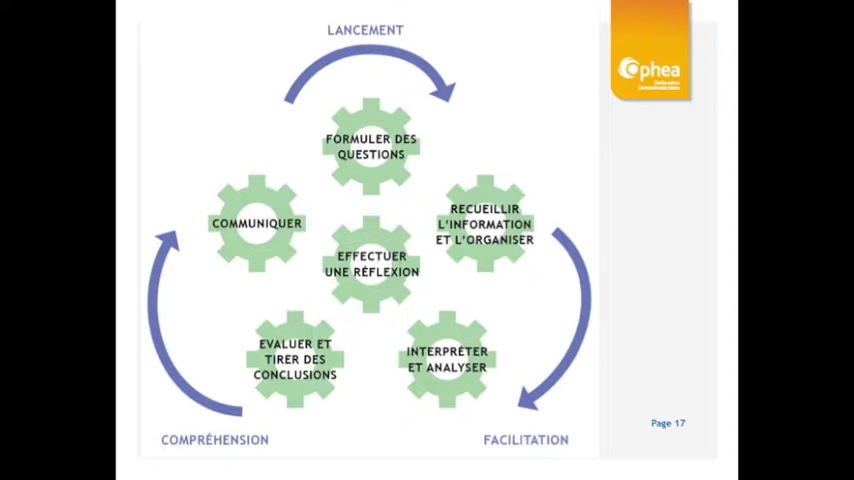 LANCEMENT
Ophea
FORMULER DES
QUESTIONS
COMMUNIQUER
RECUEILLIR
L'INFORMATION
ET L'ORGANISER
EFFECTUER
UNE RÉFLEXION
EVALUER ET
TIRER DES
CONCLUSIONS
INTERPRÉTER
ET ANALYSER
Page 17
COMPRÉHENSION
FACILITATION